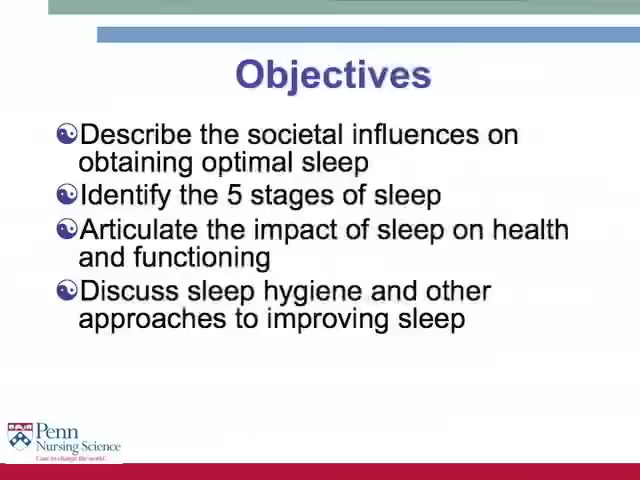 Objectives
Describe the societal influences on
obtaining optimal sleep
Identify the 5 stages of sleep
Articulate the impact of sleep on health
and functioning
Discuss sleep hygiene and other
approaches to improving sleep
Penn
Nursing Science
Care to change the world.